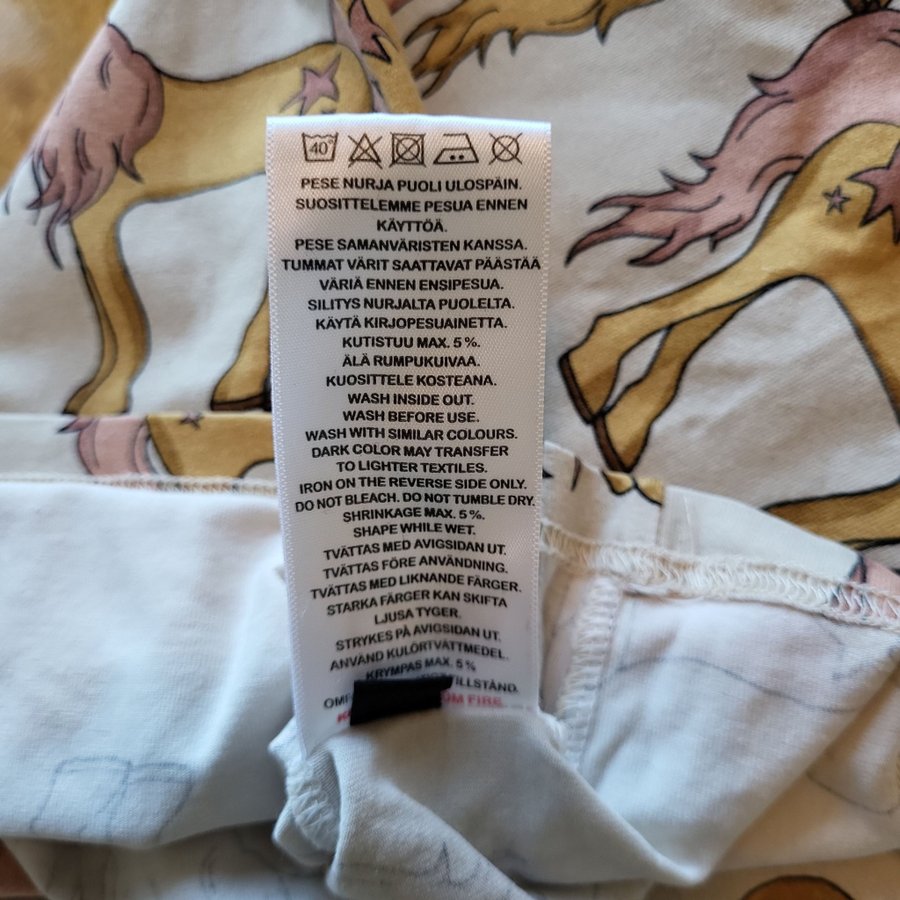 40°
PESE NURJA PUOLI ULOSPÄIN.
SUOSITTELEMME PESUA ENNEN
KÄYTTÖÄ.
PESE SAMANVÄRISTEN KANSSA.
TUMMAT VÄRIT SAATTAVAT PÄÄSTÄÄ
VÄRIÄ ENNEN ENSIPESUA.
SILITYS NURJALTA PUOLELTA.
KÄYTÄ KIRJOPESUAINETTA.
KUTISTUU MAX. 5 %.
ÄLÄ RUMPUKUIVAA.
KUOSITTELE KOSTEANA.
WASH INSIDE OUT.
WASH BEFORE USE.
WASH WITH SIMILAR COLOURS.
DARK COLOR MAY TRANSFER
TO LIGHTER TEXTILES.
IRON ON THE REVERSE SIDE ONLY.
DO NOT BLEACH. DO NOT TUMBLE DRY.
SHRINKAGE MAX. 5 %.
SHAPE WHILE WET.
TVÄTTAS MED AVIGSIDAN UT.
TVÄTTAS FÖRE ANVÄNDNING.
TVÄTTAS MED LIKNANDE FÄRGER.
STARKA FÄRGER KAN SKIFTA
LJUSA TYGER.
STRYKES PÅ AVIGSIDAN UT.
ANVÄND KULÖRTVÄTTMEDEL.
KRYMPAS MAX. 5 %
FIRE.